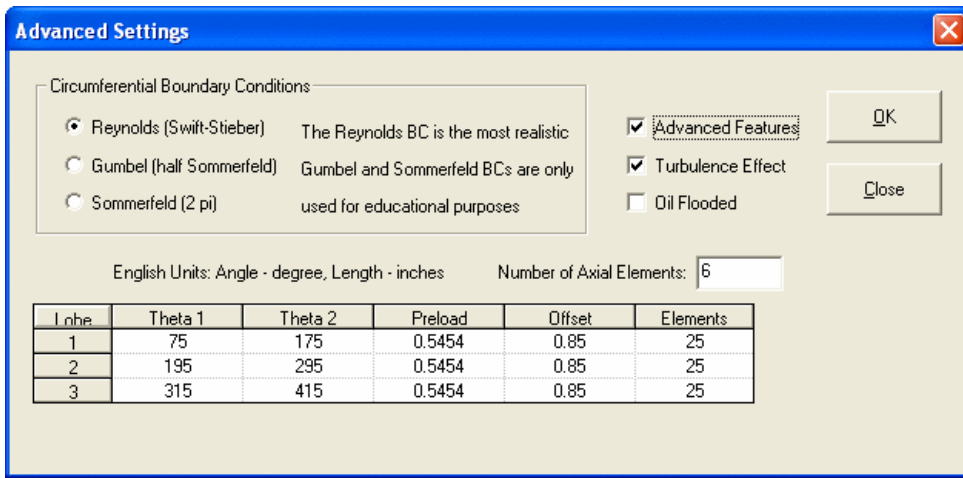 Advanced Settings
Circumferential Boundary Conditions
Reynolds (Swift-Stieber) The Reynolds BC is the most realistic
Gumbel (half Sommerfeld) Gumbel and Sommerfeld BCs are only
Sommerfeld (2 pi) used for educational purposes
Advanced Features
Turbulence Effect
Oil Flooded
OK
Close
English Units: Angle - degree, Length - inches Number of Axial Elements: 6
Lobe Theta 1 Theta 2 Preload Offset Elements
1 75 175 0.5454 0.85 25
2 195 295 0.5454 0.85 25
3 315 415 0.5454 0.85 25